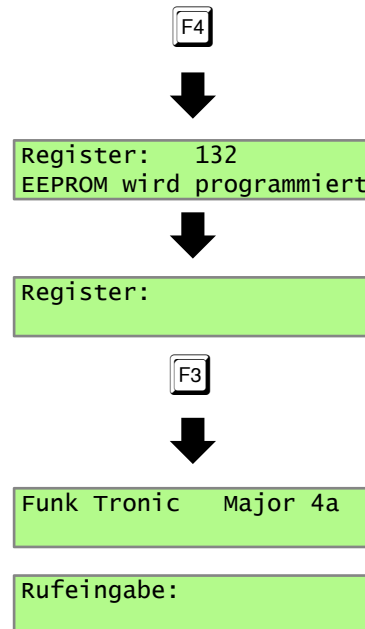 F4
Register:   132
EEPROM wird programmiert
Register:
F3
Funk Tronic   Major 4a
Rufeingabe: